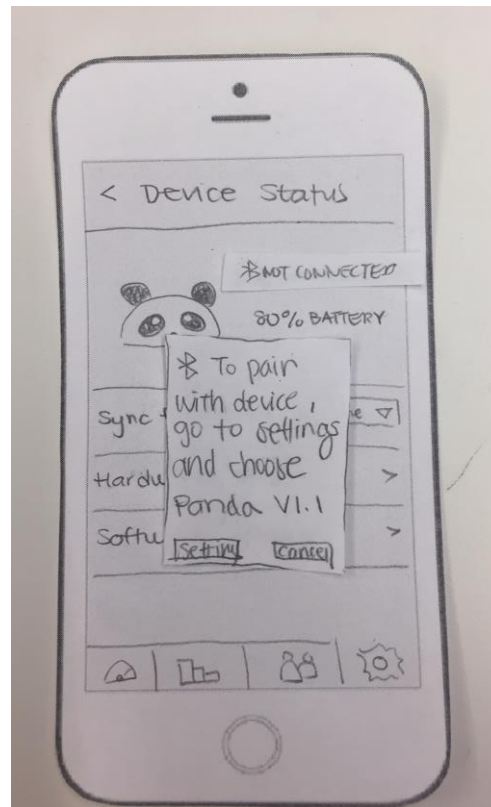 < Device Status
NOT CONNECTED
80% BATTERY
To pair
with device,
go to settings
and choose
Panda V1.1
Setting Cancel
Sync
e
Hardw
>
Softw
>